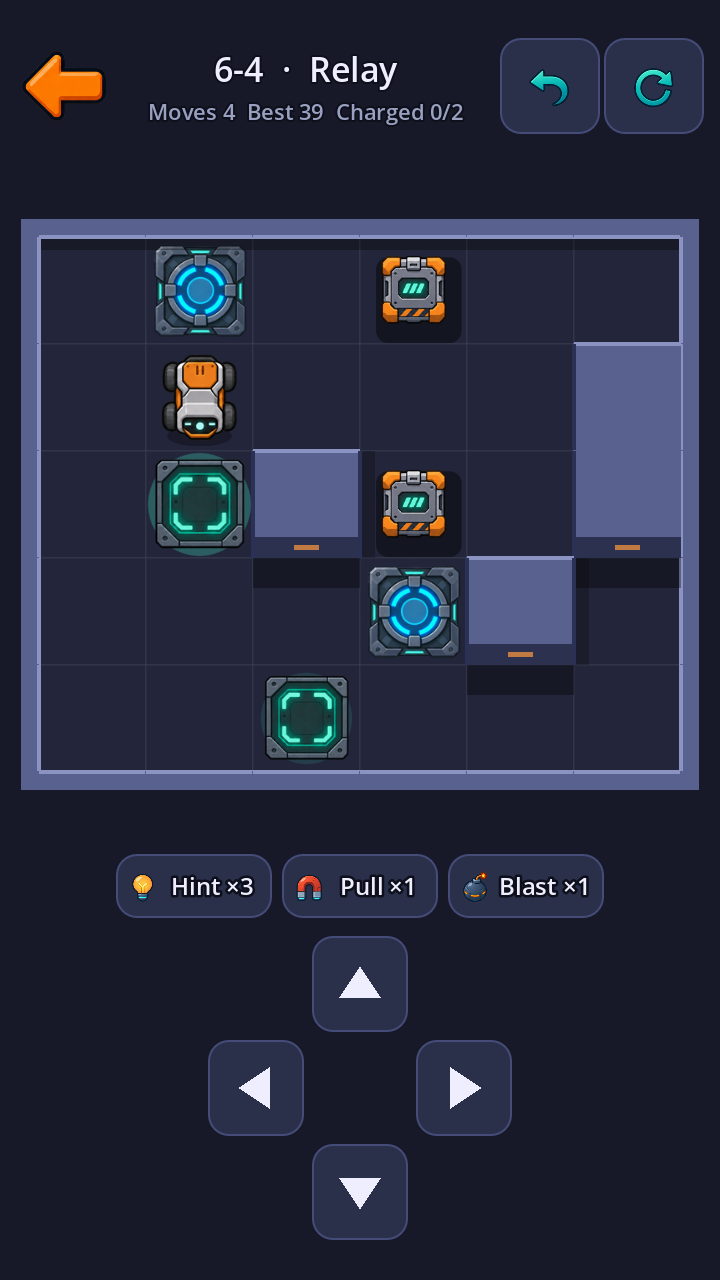 6-4 · Relay
Moves 4 Best 39 Charged 0/2
Hint ×3
Pull ×1
Blast ×1